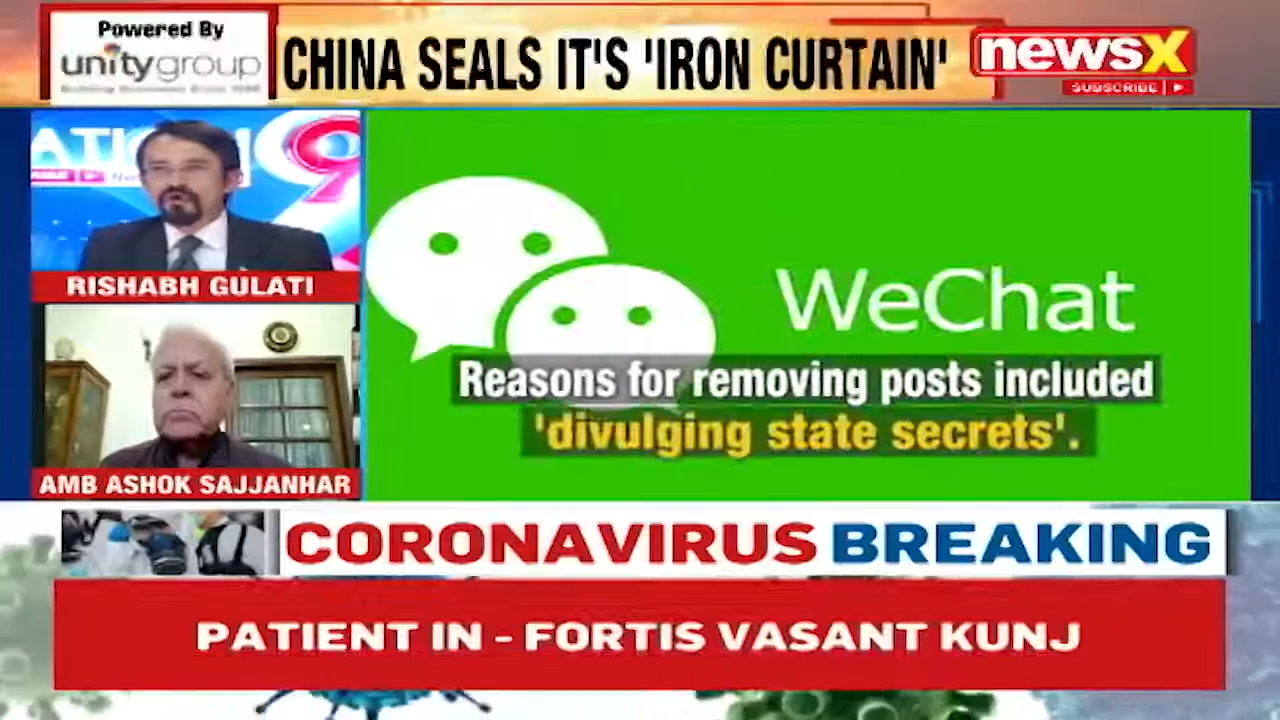 Powered By
unitygroup
CHINA SEALS IT'S 'IRON CURTAIN'
newsX
SUBSCRIBE
RISHABH GULATI
AMB ASHOK SAJJANHAR
WeChat
Reasons for removing posts included
'divulging state secrets'.
CORONAVIRUS BREAKING
PATIENT IN - FORTIS VASANT KUNJ